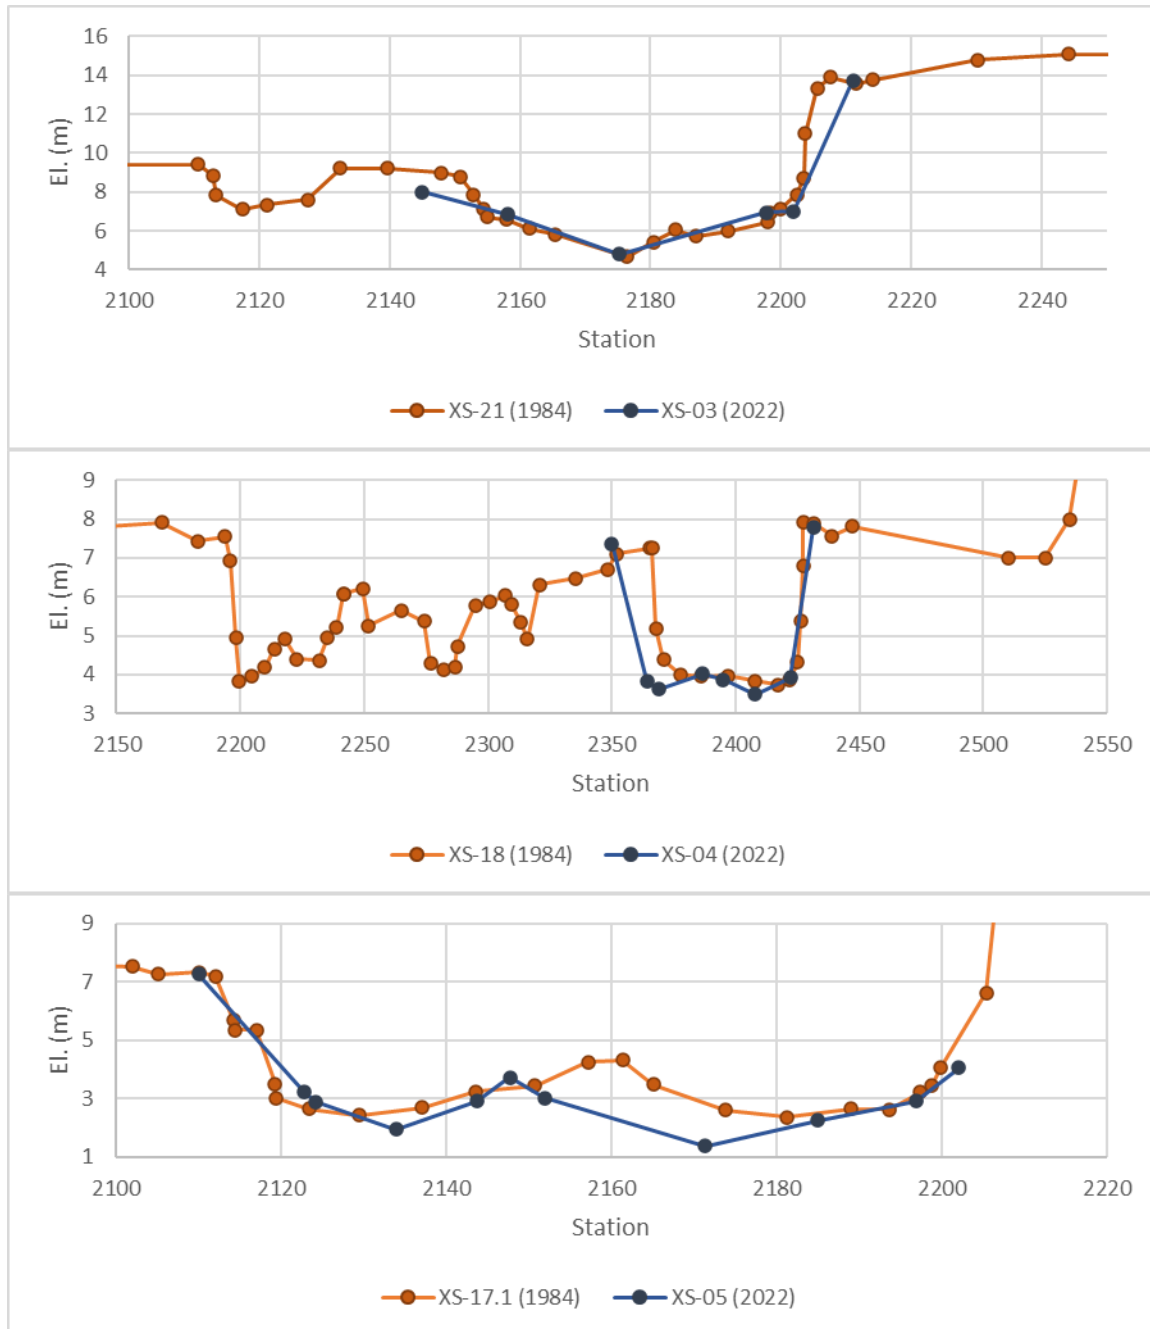 16
14
12
10
8
6
4
El. (m)
2100 2120 2140 2160 2180 2200 2220 2240
Station
XS-21 (1984) XS-03 (2022)
9
8
7
6
5
4
3
El. (m)
2150 2200 2250 2300 2350 2400 2450 2500 2550
Station
XS-18 (1984) XS-04 (2022)
9
7
5
3
1
El. (m)
2100 2120 2140 2160 2180 2200 2220
Station
XS-17.1 (1984) XS-05 (2022)